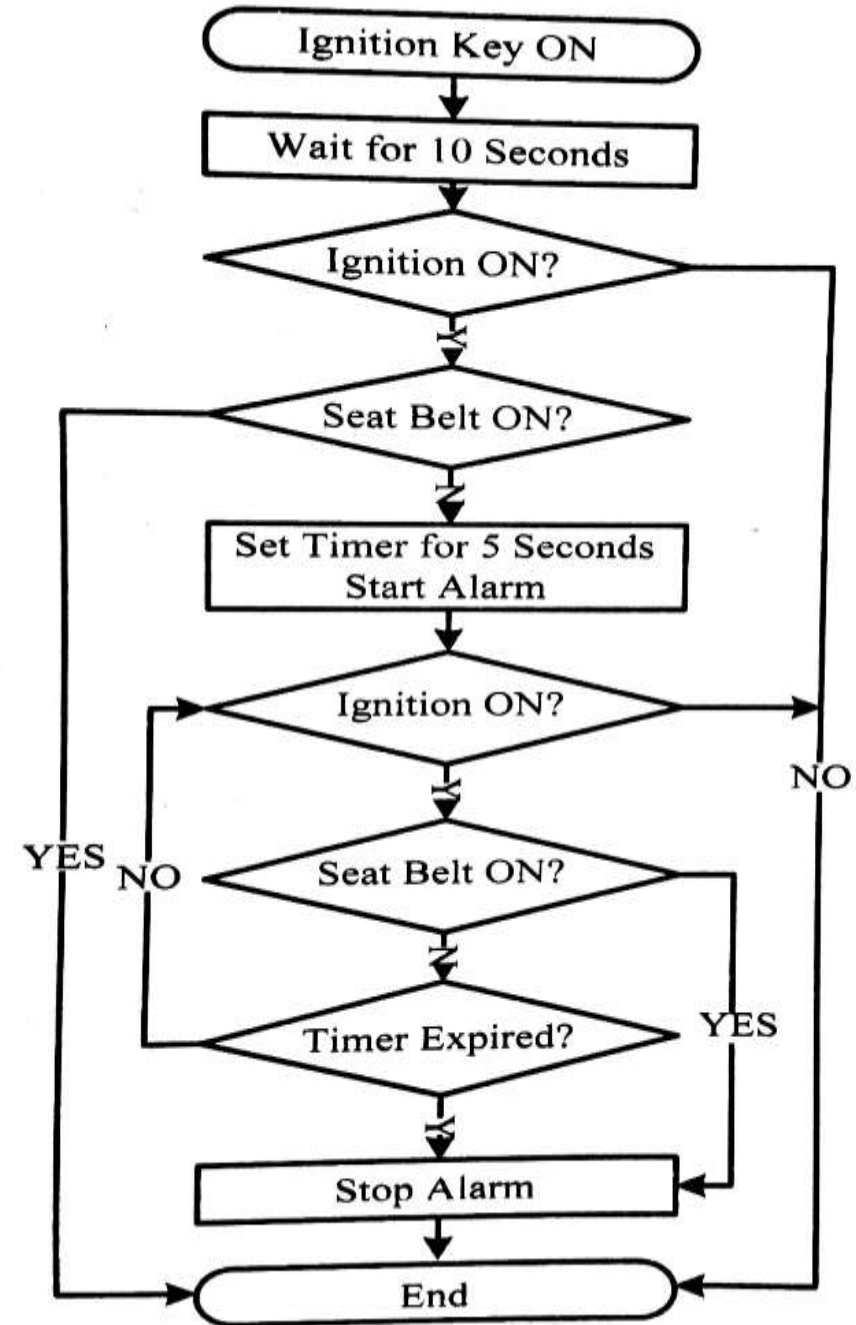 Ignition Key ON
Wait for 10 Seconds
Ignition ON?
Y
Seat Belt ON?
N
Set Timer for 5 Seconds
Start Alarm
Ignition ON?
NO
Y
YES
NO
Seat Belt ON?
N
YES
Timer Expired?
Y
Stop Alarm
End